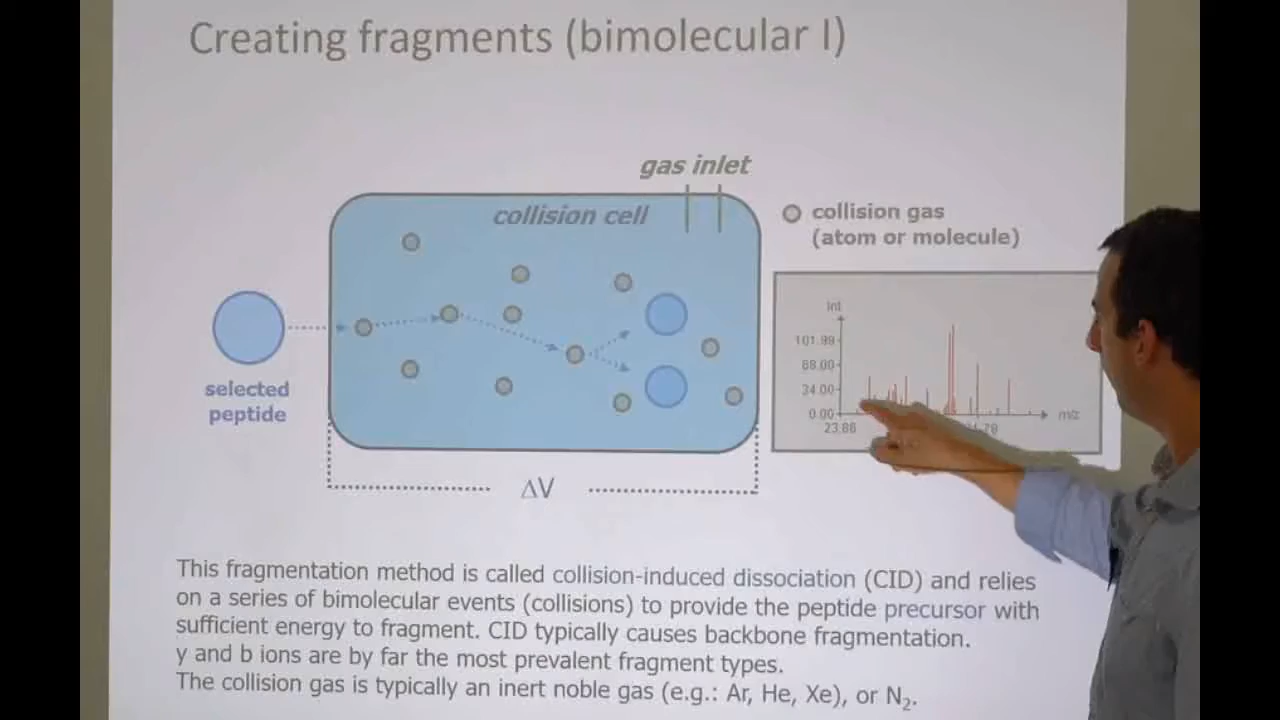 Creating fragments (bimolecular I)
gas inlet
collision cell
collision gas
(atom or molecule)
selected
peptide
Int
101.99
68.00
34.00
0.00
23.86
m/z
ΔV
This fragmentation method is called collision-induced dissociation (CID) and relies
on a series of bimolecular events (collisions) to provide the peptide precursor with
sufficient energy to fragment. CID typically causes backbone fragmentation.
y and b ions are by far the most prevalent fragment types.
The collision gas is typically an inert noble gas (e.g.: Ar, He, Xe), or N₂.